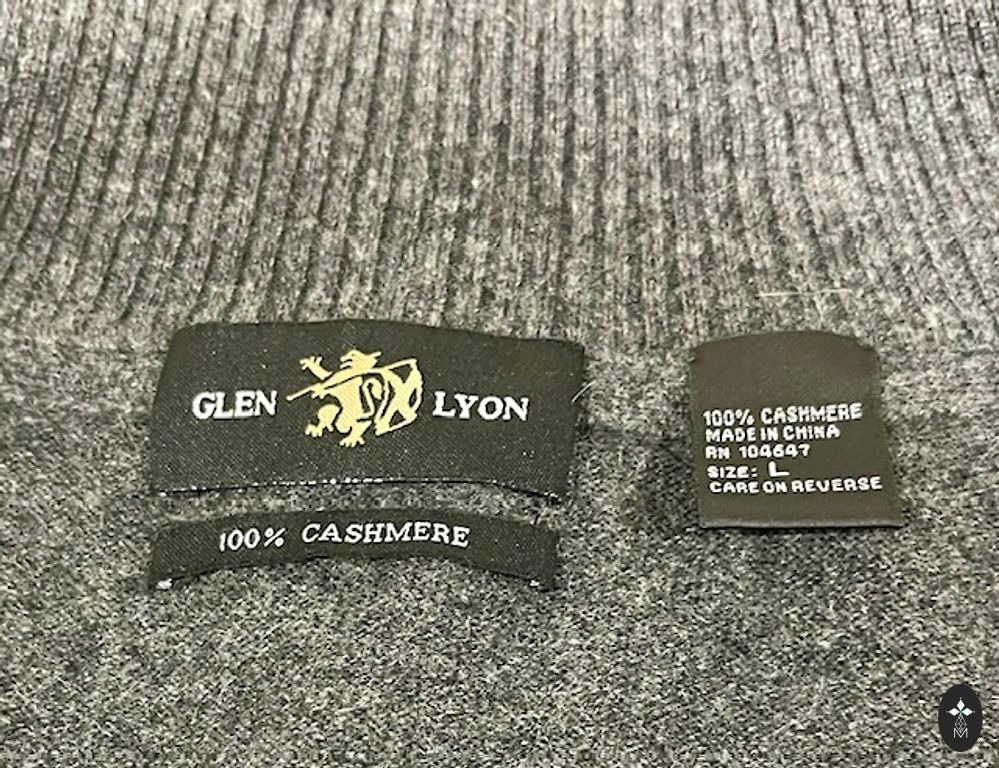 GLEN LYON
100% CASHMERE
100% CASHMERE
MADE IN CHINA
RN 104647
SIZE: L
CARE ON REVERSE
M